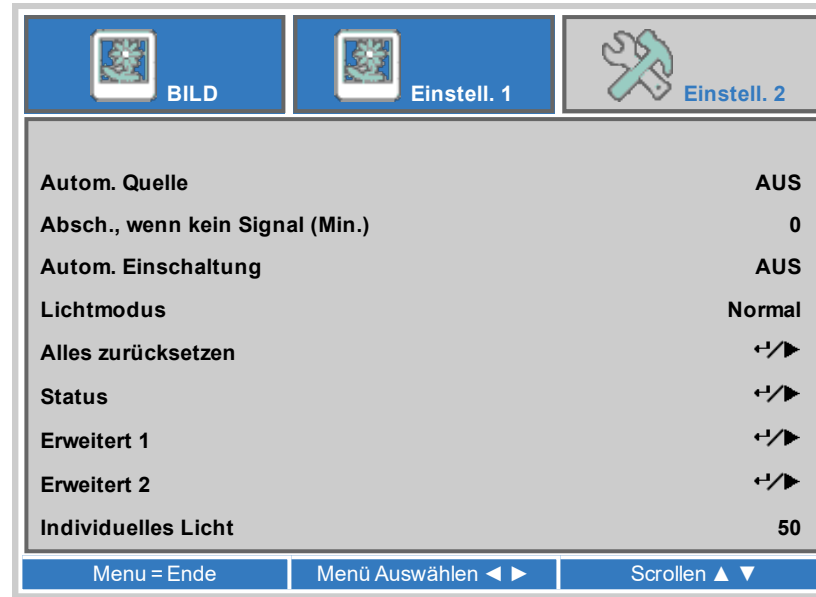 BILD Einstell. 1 Einstell. 2
Autom. Quelle AUS
Absch., wenn kein Signal (Min.) 0
Autom. Einschaltung AUS
Lichtmodus Normal
Alles zurücksetzen ↵/▶
Status ↵/▶
Erweitert 1 ↵/▶
Erweitert 2 ↵/▶
Individuelles Licht 50
Menu = Ende Menü Auswählen ◄ ► Scrollen ▲ ▼